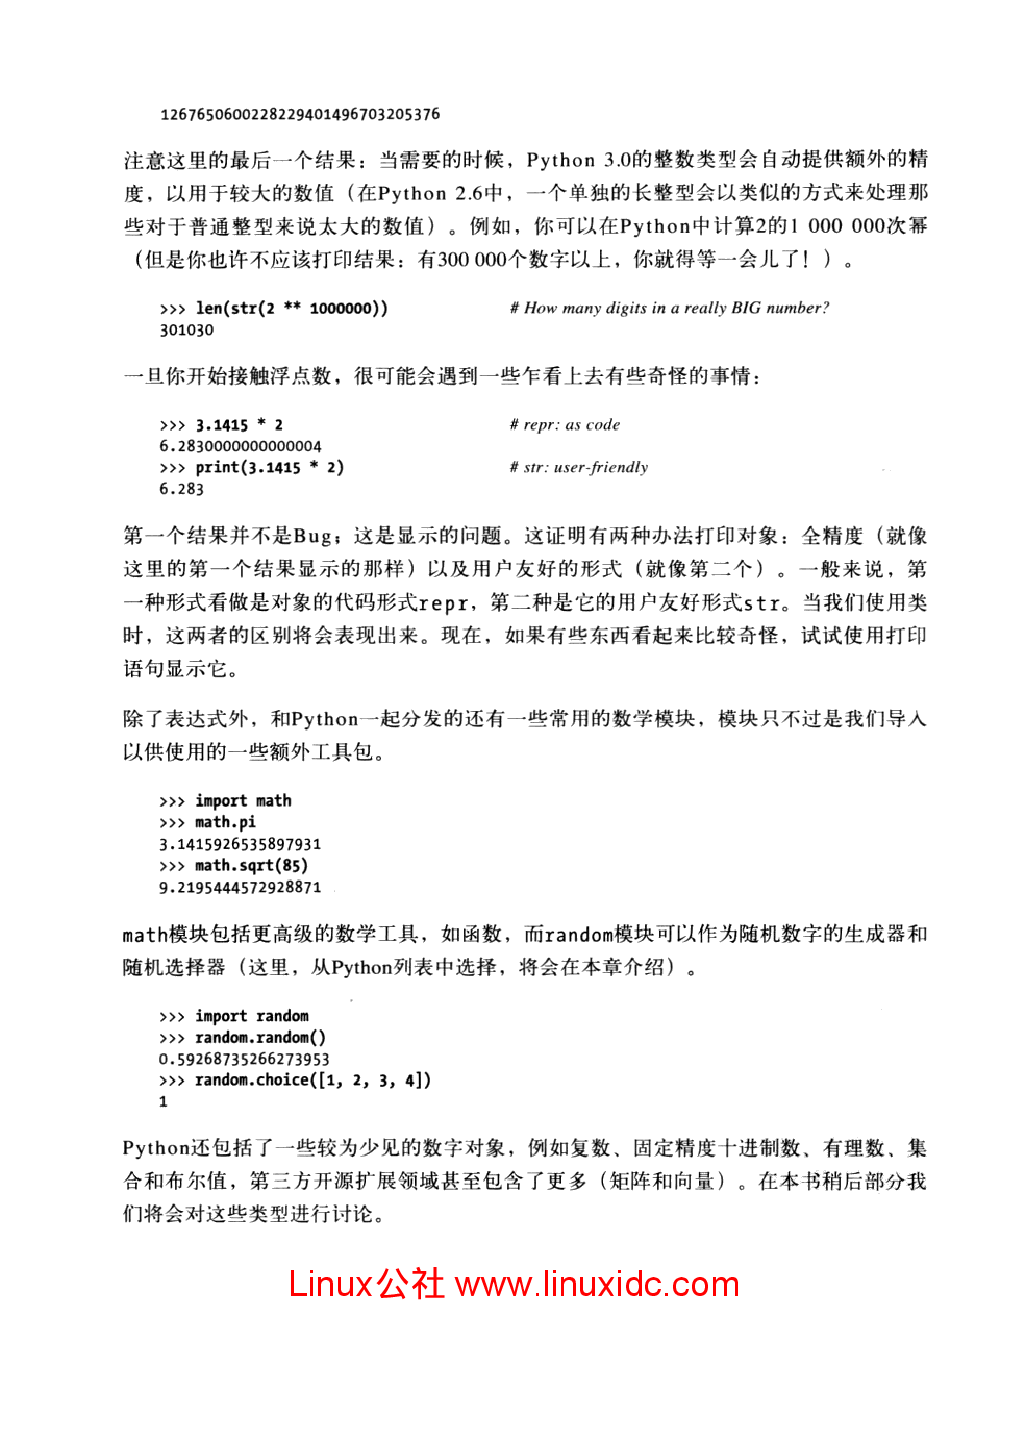 1267650600228229401496703205376
注意这里的最后一个结果：当需要的时候，Python 3.0的整数类型会自动提供额外的精
度，以用于较大的数值（在Python 2.6中，一个单独的长整型会以类似的方式来处理那
些对于普通整型来说太大的数值）。例如，你可以在Python中计算2的1 000 000次幂
（但是你也许不应该打印结果：有300 000个数字以上，你就得等一会儿了！）。
>>> len(str(2 ** 1000000)) # How many digits in a really BIG number?
301030
一旦你开始接触浮点数，很可能会遇到一些乍看上去有些奇怪的事情：
>>> 3.1415 * 2 # repr: as code
6.2830000000000004
>>> print(3.1415 * 2) # str: user-friendly
6.283
第一个结果并不是Bug；这是显示的问题。这证明有两种办法打印对象：全精度（就像
这里的第一个结果显示的那样）以及用户友好的形式（就像第二个）。一般来说，第
一种形式看做是对象的代码形式repr，第二种是它的用户友好形式str。当我们使用类
时，这两者的区别将会表现出来。现在，如果有些东西看起来比较奇怪，试试使用打印
语句显示它。
除了表达式外，和Python一起分发的还有一些常用的数学模块，模块只不过是我们导入
以供使用的一些额外工具包。
>>> import math
>>> math.pi
3.1415926535897931
>>> math.sqrt(85)
9.2195444572928871
math模块包括更高级的数学工具，如函数，而random模块可以作为随机数字的生成器和
随机选择器（这里，从Python列表中选择，将会在本章介绍）。
>>> import random
>>> random.random()
0.59268735266273953
>>> random.choice([1, 2, 3, 4])
1
Python还包括了一些较为少见的数字对象，例如复数、固定精度十进制数、有理数、集
合和布尔值，第三方开源扩展领域甚至包含了更多（矩阵和向量）。在本书稍后部分我
们将会对这些类型进行讨论。
Linux公社 www.linuxidc.com